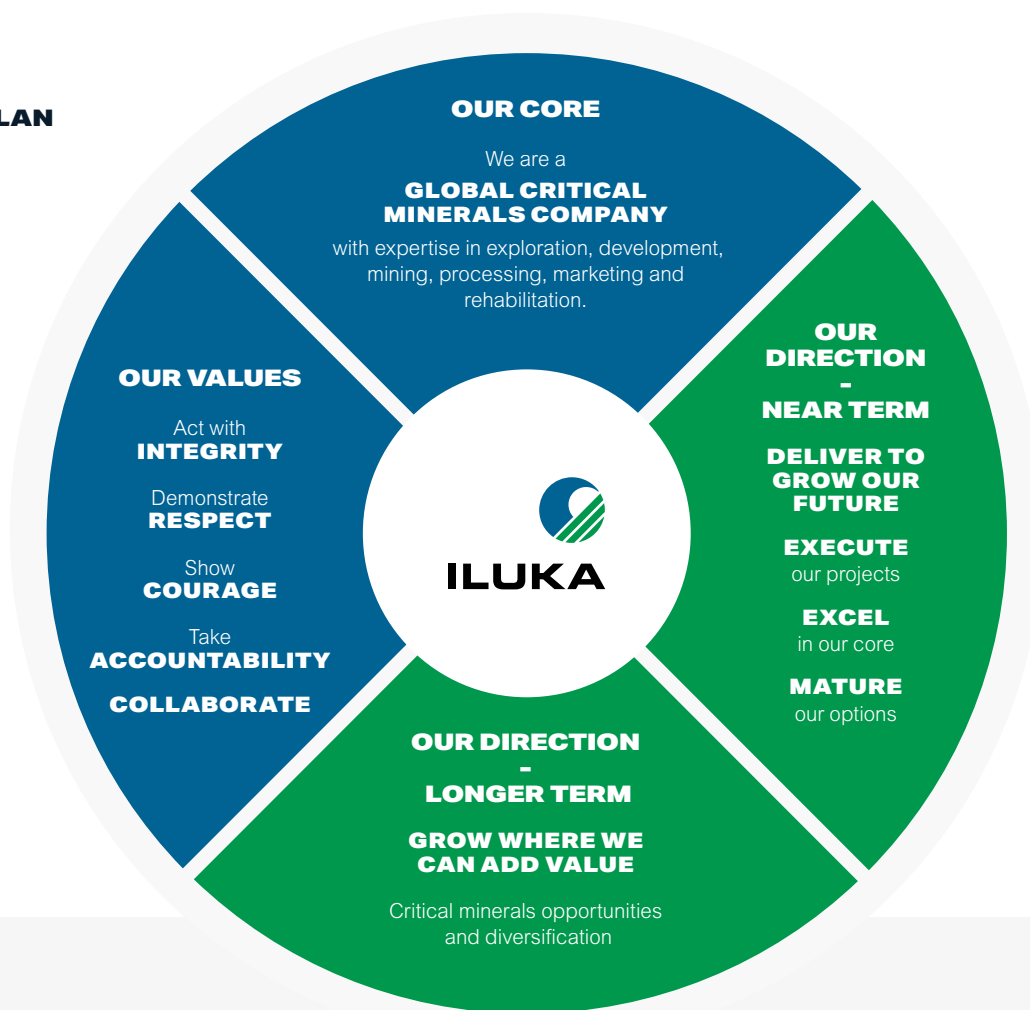 LAN
OUR CORE
We are a
GLOBAL CRITICAL
MINERALS COMPANY
with expertise in exploration, development,
mining, processing, marketing and
rehabilitation.
OUR
DIRECTION
-
NEAR TERM
DELIVER TO
GROW OUR
FUTURE
EXECUTE
our projects
EXCEL
in our core
MATURE
our options
OUR DIRECTION
-
LONGER TERM
GROW WHERE WE
CAN ADD VALUE
Critical minerals opportunities
and diversification
OUR VALUES
Act with
INTEGRITY
Demonstrate
RESPECT
Show
COURAGE
Take
ACCOUNTABILITY
COLLABORATE
ILUKA